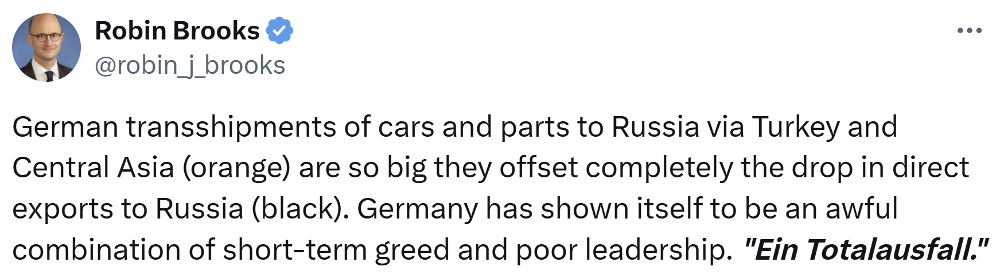 Robin Brooks
@robin_j_brooks
German transshipments of cars and parts to Russia via Turkey and
Central Asia (orange) are so big they offset completely the drop in direct
exports to Russia (black). Germany has shown itself to be an awful
combination of short-term greed and poor leadership. "Ein Totalausfall."